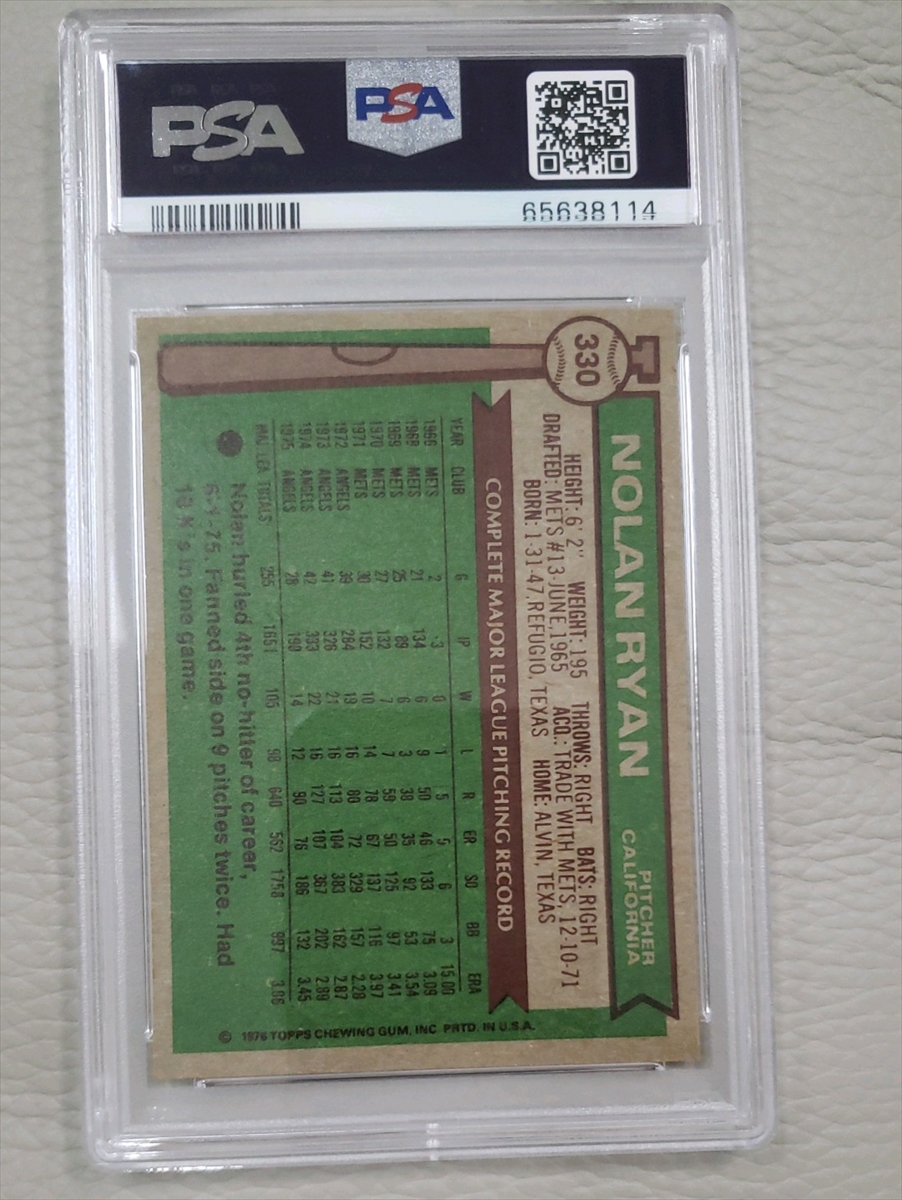 PSA PSA
65638114
330
NOLAN RYAN PITCHER
CALIFORNIA
HEIGHT: 6' 2" WEIGHT: 195 THROWS: RIGHT BATS: RIGHT
DRAFTED: METS #13-JUNE, 1965 ACQ.: TRADE WITH METS, 12-10-71
BORN: 1-31-47, REFUGIO, TEXAS HOME: ALVIN, TEXAS
COMPLETE MAJOR LEAGUE PITCHING RECORD
YEAR CLUB G IP W L R ER SO BB ERA
1966 METS 2 3 0 1 5 5 6 3 15.00
1968 METS 21 134 6 9 50 46 133 75 3.09
1969 METS 25 89 6 3 38 35 92 53 3.54
1970 METS 27 132 7 7 59 50 125 97 3.41
1971 METS 30 152 10 14 78 67 137 116 3.97
1972 ANGELS 39 284 19 16 80 72 329 157 2.28
1973 ANGELS 41 326 21 16 113 104 383 162 2.87
1974 ANGELS 42 333 22 16 127 107 367 202 2.89
1975 ANGELS 28 198 14 12 90 76 186 132 3.45
MAJ. LEA. TOTALS 255 1651 105 98 640 562 1758 997 3.06
Nolan hurled 4th no-hitter of career,
6-1-75. Fanned side on 9 pitches twice. Had
19 K's in one game.
© 1976 TOPPS CHEWING GUM, INC. PRTD. IN U.S.A.